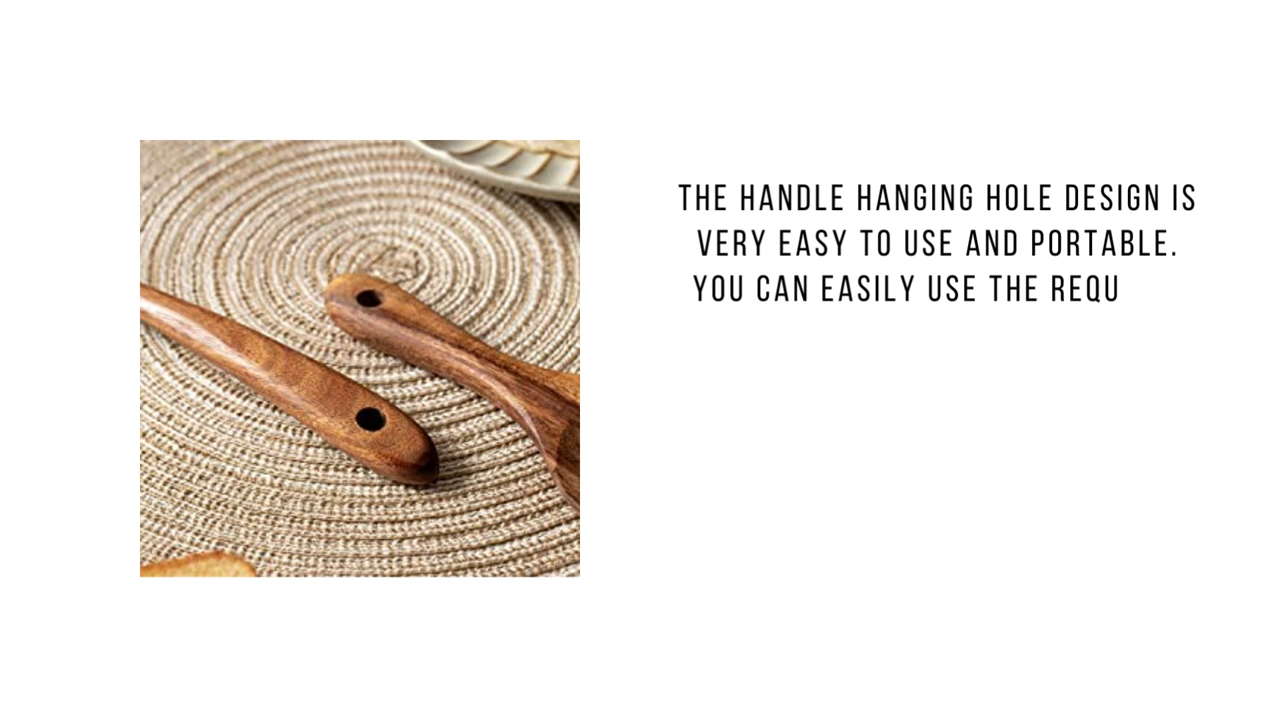 THE HANDLE HANGING HOLE DESIGN IS
VERY EASY TO USE AND PORTABLE.
YOU CAN EASILY USE THE REQU